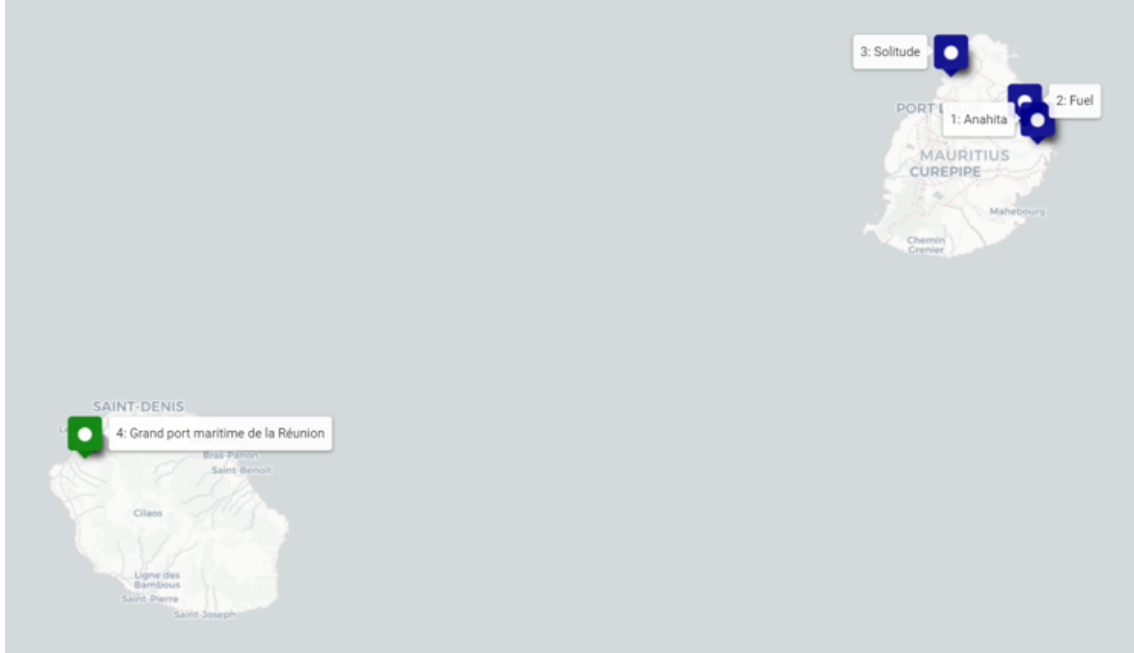 3: Solitude
2: Fuel
PORT L
1: Anahita
MAURITIUS
CUREPIPE
Mahebourg
Chemin
Grenier
SAINT-DENIS
4: Grand port maritime de la Réunion
Bras-Panon
Saint-Benoît
Cilaos
Ligne des
Bambous
Saint-Pierre
Saint-Joseph